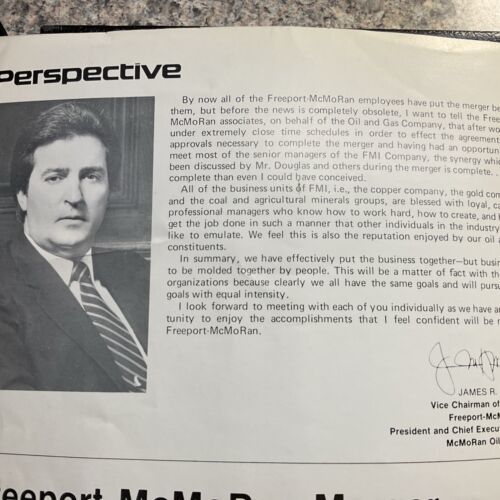 Perspective
By now all of the Freeport-McMoRan employees have put the merger be
them, but before the news is completely obsolete, I want to tell the Free
McMoRan associates, on behalf of the Oil and Gas Company, that after wo
under extremely close time schedules in order to effect the agreement
approvals necessary to complete the merger and having had an opportun
meet most of the senior managers of the FMI Company, the synergy whic
been discussed by Mr. Douglas and others during the merger is complete. . .
complete than even I could have conceived.
All of the business units of FMI, i.e., the copper company, the gold com
and the coal and agricultural minerals groups, are blessed with loyal, ca
professional managers who know how to work hard, how to create, and
get the job done in such a manner that other individuals in the industry
like to emulate. We feel this is also the reputation enjoyed by our oil
constituents.
In summary, we have effectively put the business together—but busin
to be molded together by people. This will be a matter of fact with th
organizations because clearly we all have the same goals and will pursu
goals with equal intensity.
I look forward to meeting with each of you individually as we have an
tunity to enjoy the accomplishments that I feel confident will be
Freeport-McMoRan.
JAMES R.
Vice Chairman of
Freeport-McM
President and Chief Execu
McMoRan Oil
Freeport-McMoRan